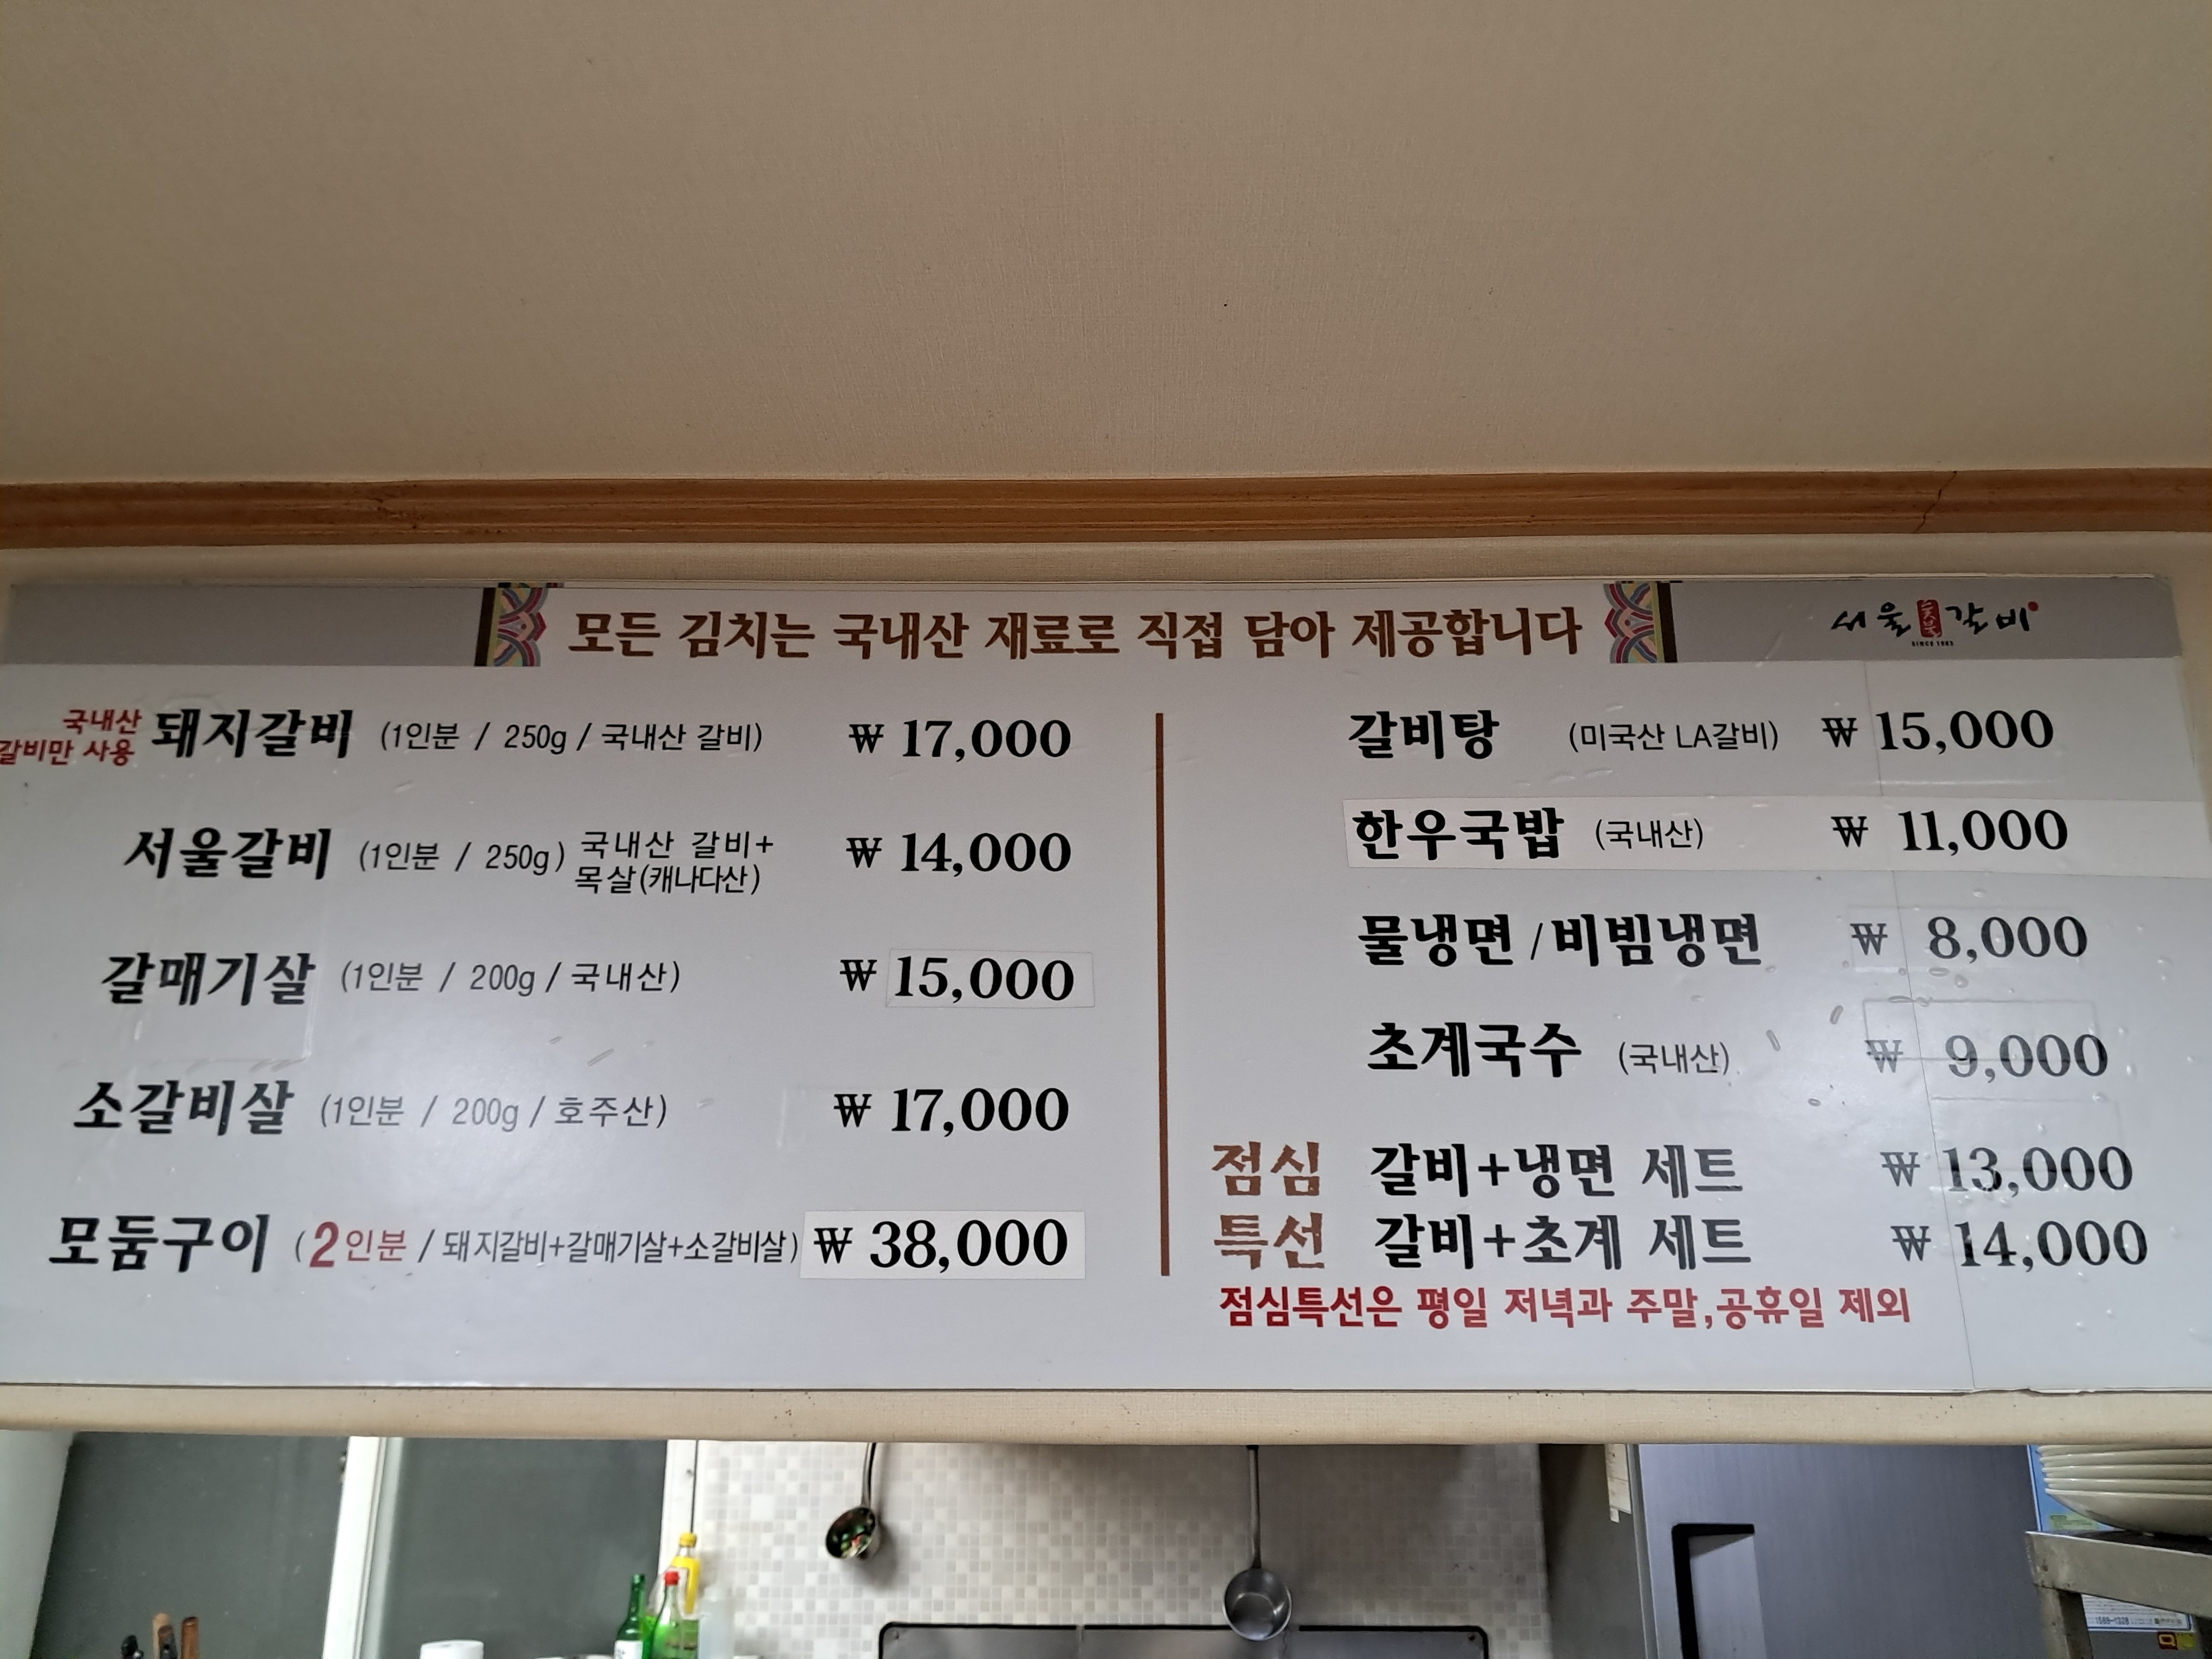 모든 김치는 국내산 재료로 직접 담아 제공합니다
서울 갈비
SINCE 1983
국내산
갈비만 사용
돼지갈비 (1인분 / 250g / 국내산 갈비) ₩ 17,000
서울갈비 (1인분 / 250g) 국내산 갈비+
목살(캐나다산)
₩ 14,000
갈매기살 (1인분 / 200g / 국내산) ₩ 15,000
소갈비살 (1인분 / 200g / 호주산) ₩ 17,000
모둠구이 (2인분 / 돼지갈비+갈매기살+소갈비살) ₩ 38,000
갈비탕 (미국산 LA갈비) ₩ 15,000
한우국밥 (국내산) ₩ 11,000
물냉면/비빔냉면 ₩ 8,000
초계국수 (국내산) ₩ 9,000
점심 특선
갈비+냉면 세트 ₩ 13,000
갈비+초계 세트 ₩ 14,000
점심특선은 평일 저녁과 주말,공휴일 제외